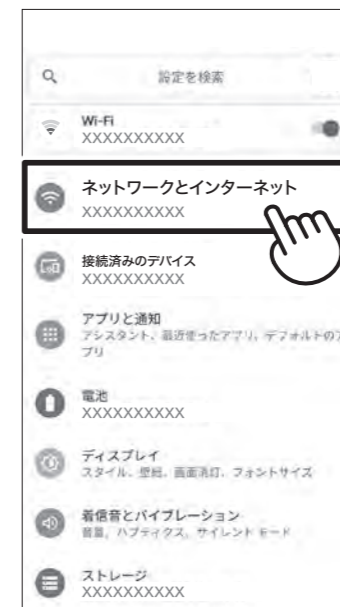 設定を検索
Wi-Fi
XXXXXXXXXX
ネットワークとインターネット
XXXXXXXXXX
接続済みのデバイス
XXXXXXXXXX
アプリと通知
アシスタント、最近使ったアプリ、デフォルトのア
プリ
電池
XXXXXXXXXX
ディスプレイ
スタイル、壁紙、画面消灯、フォントサイズ
着信音とバイブレーション
音量、ハプティクス、サイレント モード
ストレージ
XXXXXXXXXX